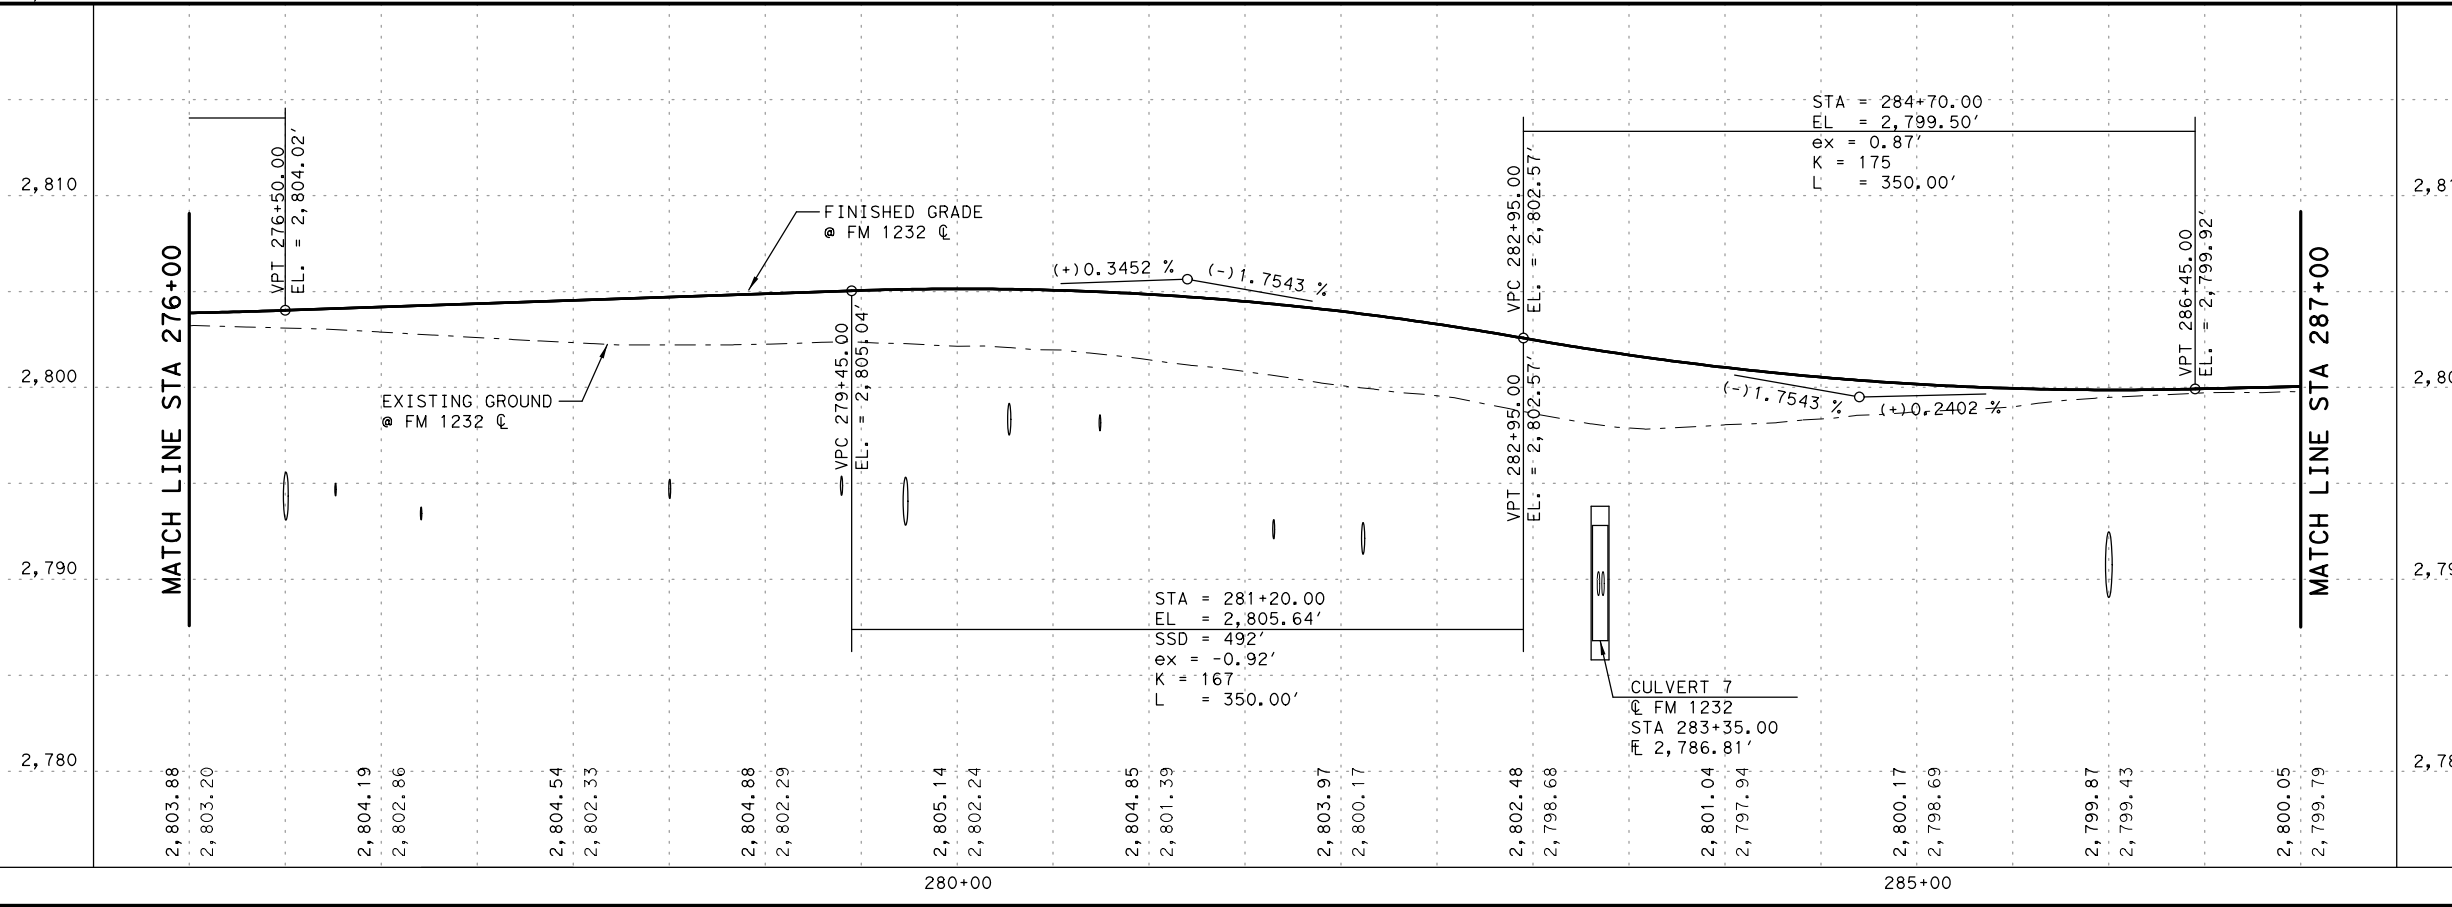 STA = 284+70.00
EL = 2,799.50'
ex = 0.87'
K = 175
L = 350.00'
VPT 276+50.00
EL. = 2,804.02'
VPC 282+95.00
EL. = 2,802.57'
2,810
FINISHED GRADE
@ FM 1232 ℄
VPT 286+45.00
EL. = 2,799.92'
MATCH LINE STA 276+00
(+)0.3452 %
(-)1.7543 %
MATCH LINE STA 287+00
VPC 279+45.00
EL. = 2,805.04'
2,800
EXISTING GROUND
@ FM 1232 ℄
VPT 282+95.00
EL. = 2,802.57'
(-)1.7543 %
(+)0.2402 %
2,790
STA = 281+20.00
EL = 2,805.64'
SSD = 492'
ex = -0.92'
K = 167
L = 350.00'
CULVERT 7
℄ FM 1232
STA 283+35.00
FL 2,786.81'
2,780
2,803.88
2,803.20
2,804.19
2,802.86
2,804.54
2,802.33
2,804.88
2,802.29
2,805.14
2,802.24
2,804.85
2,801.39
2,803.97
2,800.17
2,802.48
2,798.68
2,801.04
2,797.94
2,800.17
2,798.69
2,799.87
2,799.43
2,800.05
2,799.79
280+00
285+00